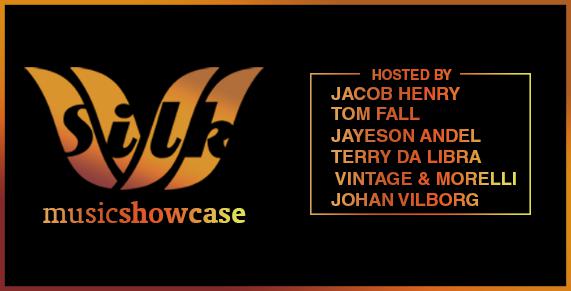 Silk
musicshowcase
HOSTED BY
JACOB HENRY
TOM FALL
JAYESON ANDEL
TERRY DA LIBRA
VINTAGE & MORELLI
JOHAN VILBORG